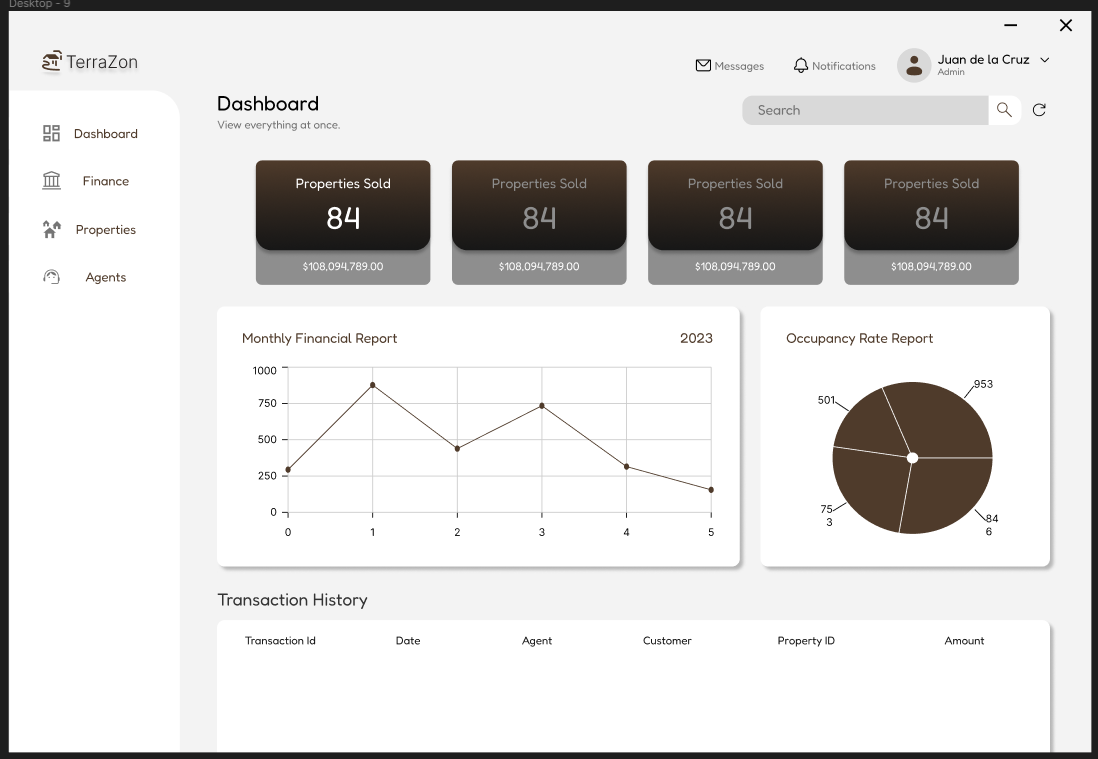 Desktop - 9
TerraZon
Messages
Notifications
Juan de la Cruz
Admin
Dashboard
View everything at once.
Search
Dashboard
Finance
Properties
Agents
Properties Sold
84
$108,094,789.00
Properties Sold
84
$108,094,789.00
Properties Sold
84
$108,094,789.00
Properties Sold
84
$108,094,789.00
Monthly Financial Report
2023
1000
750
500
250
0
0 1 2 3 4 5
Occupancy Rate Report
953
501
75
3
84
6
Transaction History
Transaction Id Date Agent Customer Property ID Amount